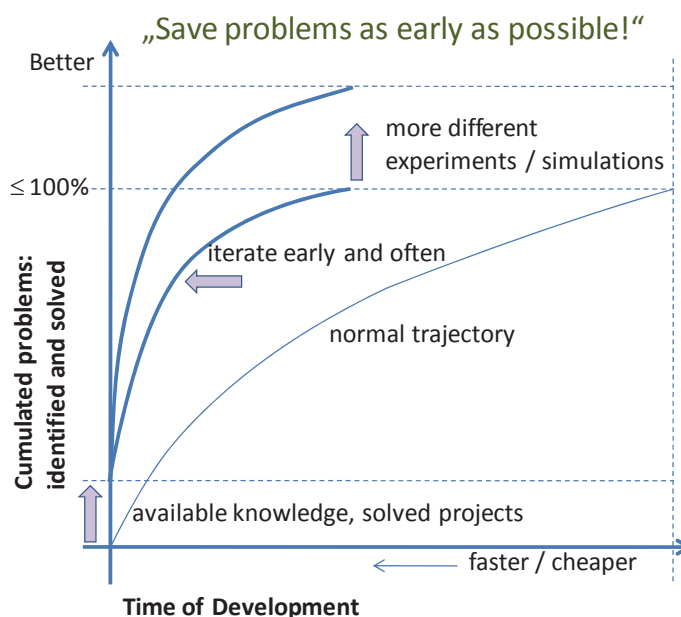 „Save problems as early as possible!“
Better
more different
experiments / simulations
≤ 100%
iterate early and often
normal trajectory
Cumulated problems:
identified and solved
available knowledge, solved projects
faster / cheaper
Time of Development